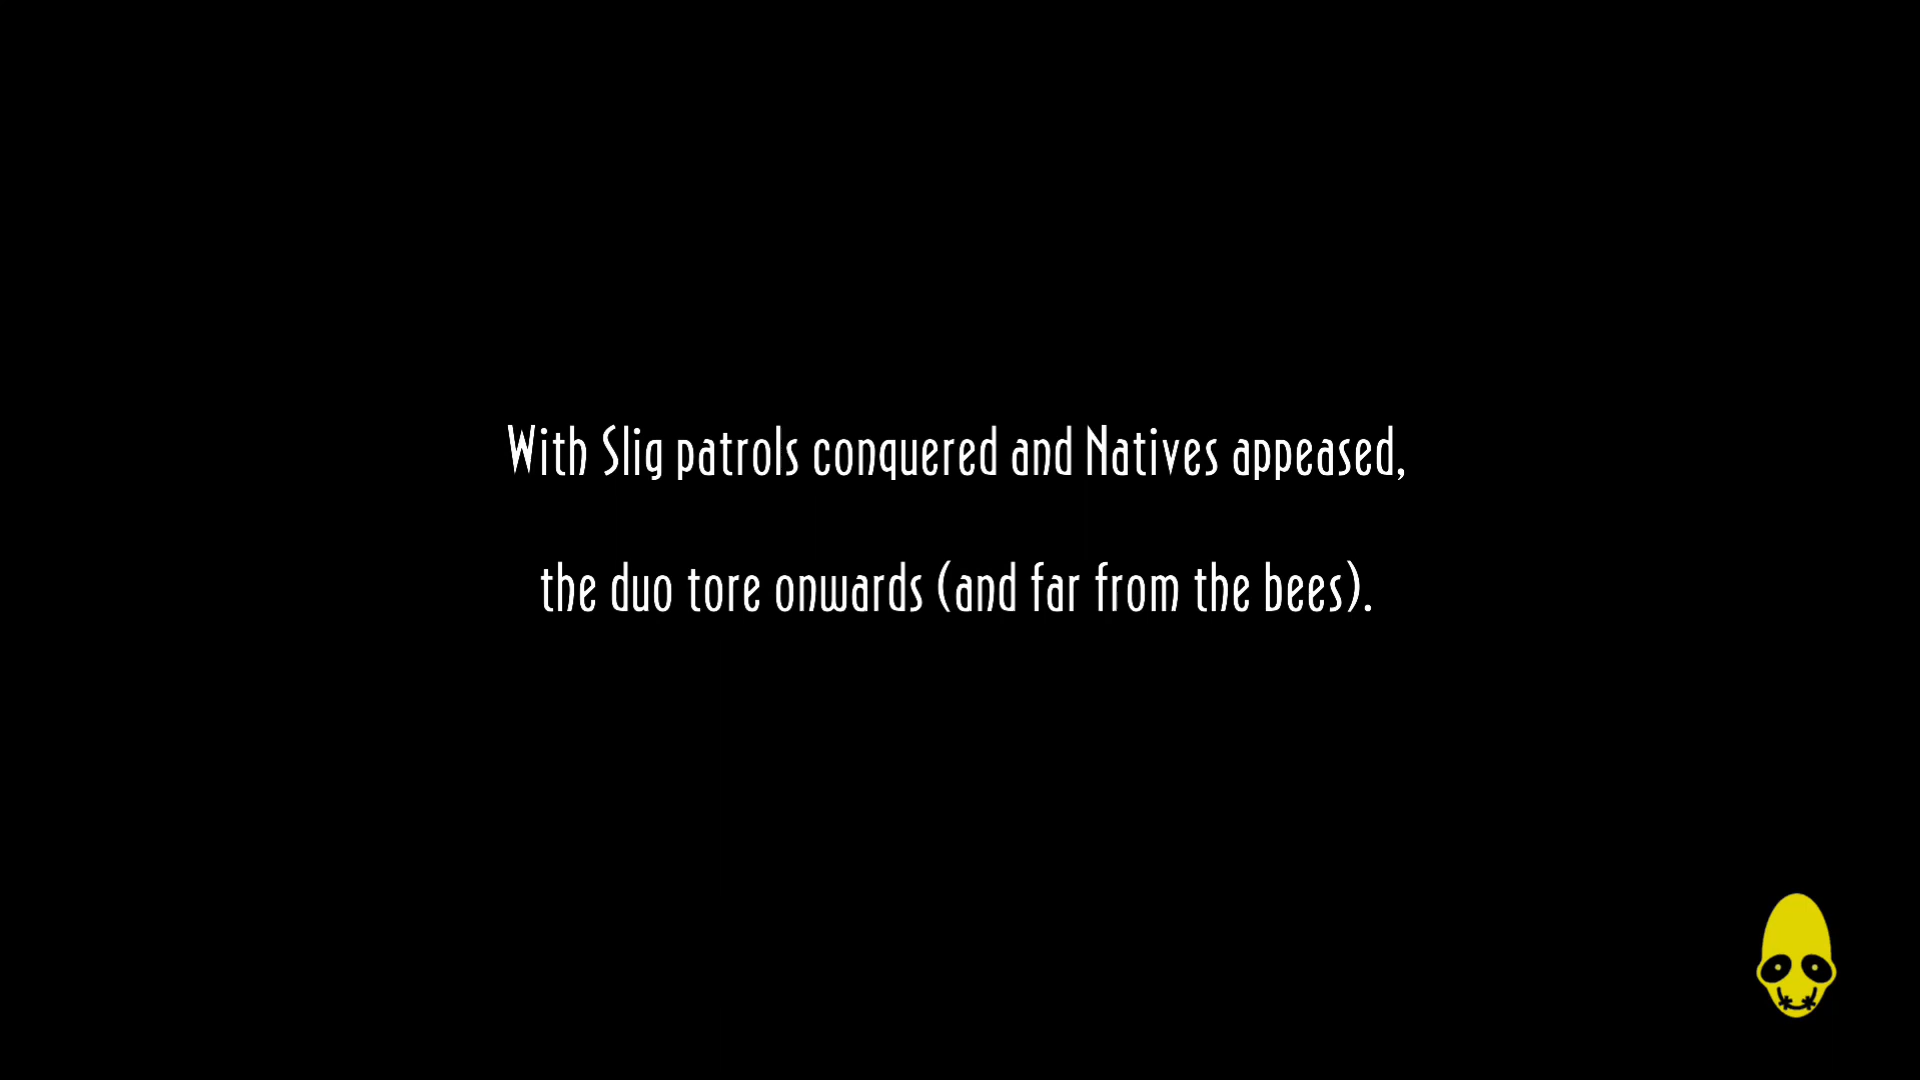 With Slig patrols conquered and Natives appeased,
the duo tore onwards (and far from the bees).